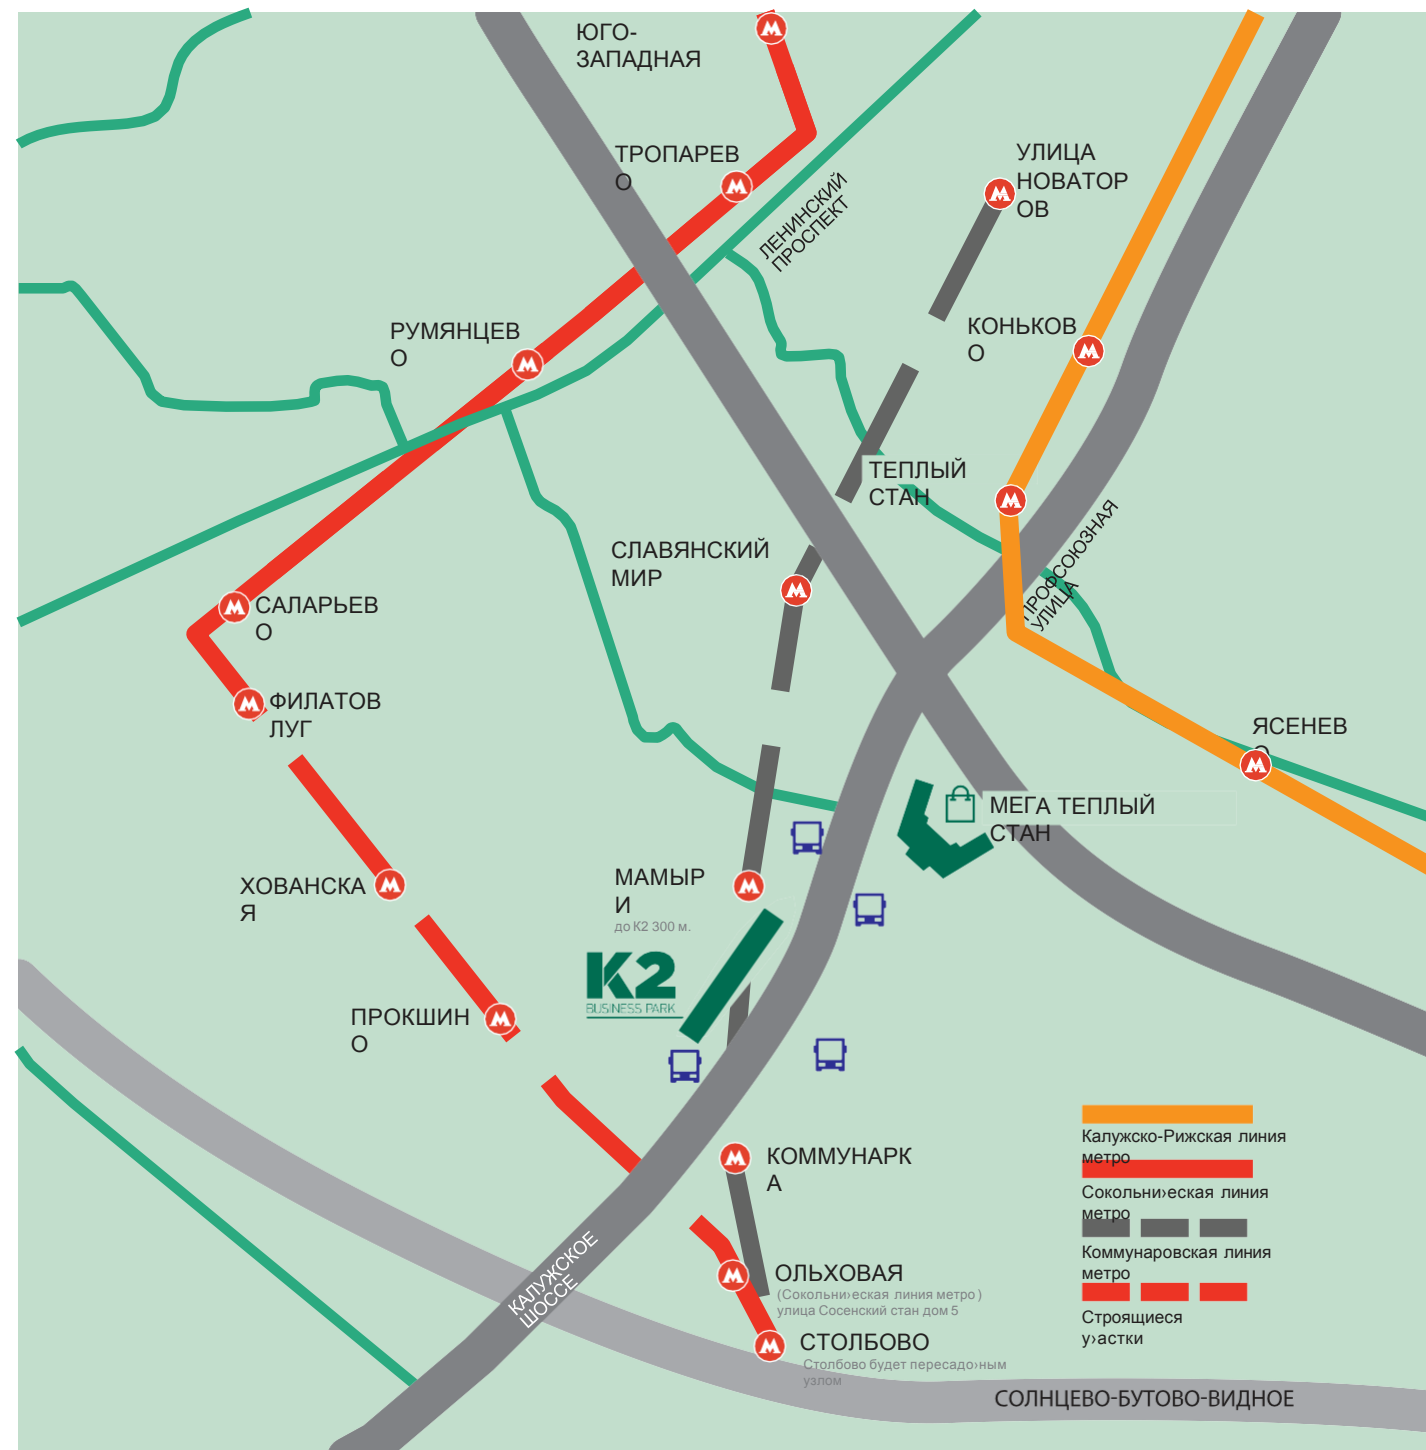 ЮГО-
ЗАПАДНАЯ
ТРОПАРЕВ
О
УЛИЦА
НОВАТОР
ОВ
ЛЕНИНСКИЙ
ПРОСПЕКТ
РУМЯНЦЕВ
О
КОНЬКОВ
О
ТЕПЛЫЙ
СТАН
СЛАВЯНСКИЙ
МИР
ПРОФСОЮЗНАЯ
УЛИЦА
САЛАРЬЕВ
О
ФИЛАТОВ
ЛУГ
ЯСЕНЕВ
О
МЕГА ТЕПЛЫЙ
СТАН
ХОВАНСКА
Я
МАМЫР
И
до К2 300 м.
K2
BUSINESS PARK
ПРОКШИН
О
КОММУНАРК
А
КАЛУЖСКОЕ
ШОССЕ
ОЛЬХОВАЯ
(Сокольни›еская линия метро)
улица Сосенский стан дом 5
СТОЛБОВО
Столбово будет пересадо›ным
узлом
СОЛНЦЕВО-БУТОВО-ВИДНОЕ
Калужско-Рижская линия
метро
Сокольни›еская линия
метро
Коммунаровская линия
метро
Строящиеся
у›астки